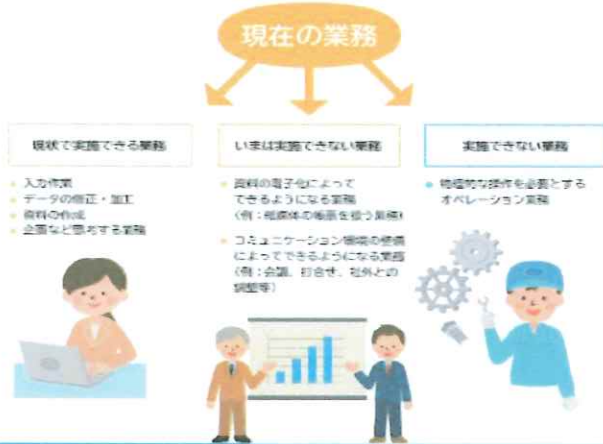 現在の業務
現状で実施できる業務
いまは実施できない業務
実施できない業務
入力作業
データの修正・加工
資料の作成
企画など思考する業務
資料の電子化によって
できるようになる業務
(例：紙媒体の帳票を扱う業務)
コミュニケーション環境の整備
によってできるようになる業務
(例：会議、打合せ、社外との
調整等)
物理的な操作を必要とする
オペレーション業務